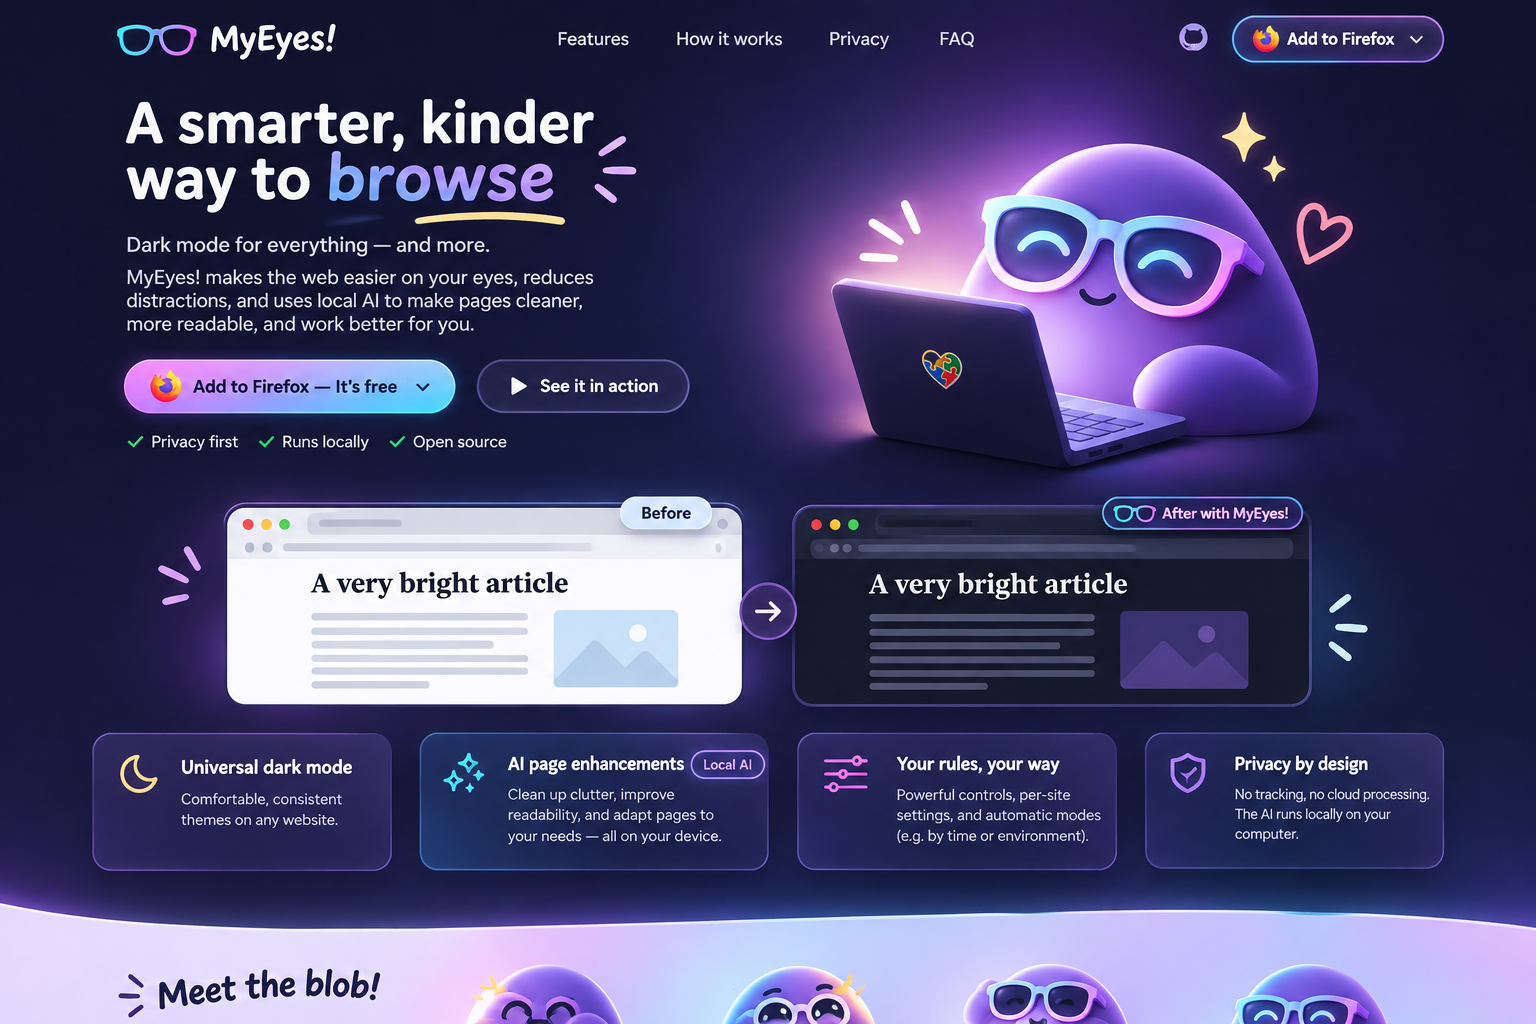 MyEyes!
Features
How it works
Privacy
FAQ
Add to Firefox
A smarter, kinder
way to browse
Dark mode for everything — and more.
MyEyes! makes the web easier on your eyes, reduces
distractions, and uses local AI to make pages cleaner,
more readable, and work better for you.
Add to Firefox — It's free
See it in action
Privacy first
Runs locally
Open source
Before
A very bright article
After with MyEyes!
A very bright article
Universal dark mode
Comfortable, consistent
themes on any website.
AI page enhancements
Local AI
Clean up clutter, improve
readability, and adapt pages to
your needs — all on your device.
Your rules, your way
Powerful controls, per-site
settings, and automatic modes
(e.g. by time or environment).
Privacy by design
No tracking, no cloud processing.
The AI runs locally on your
computer.
Meet the blob!